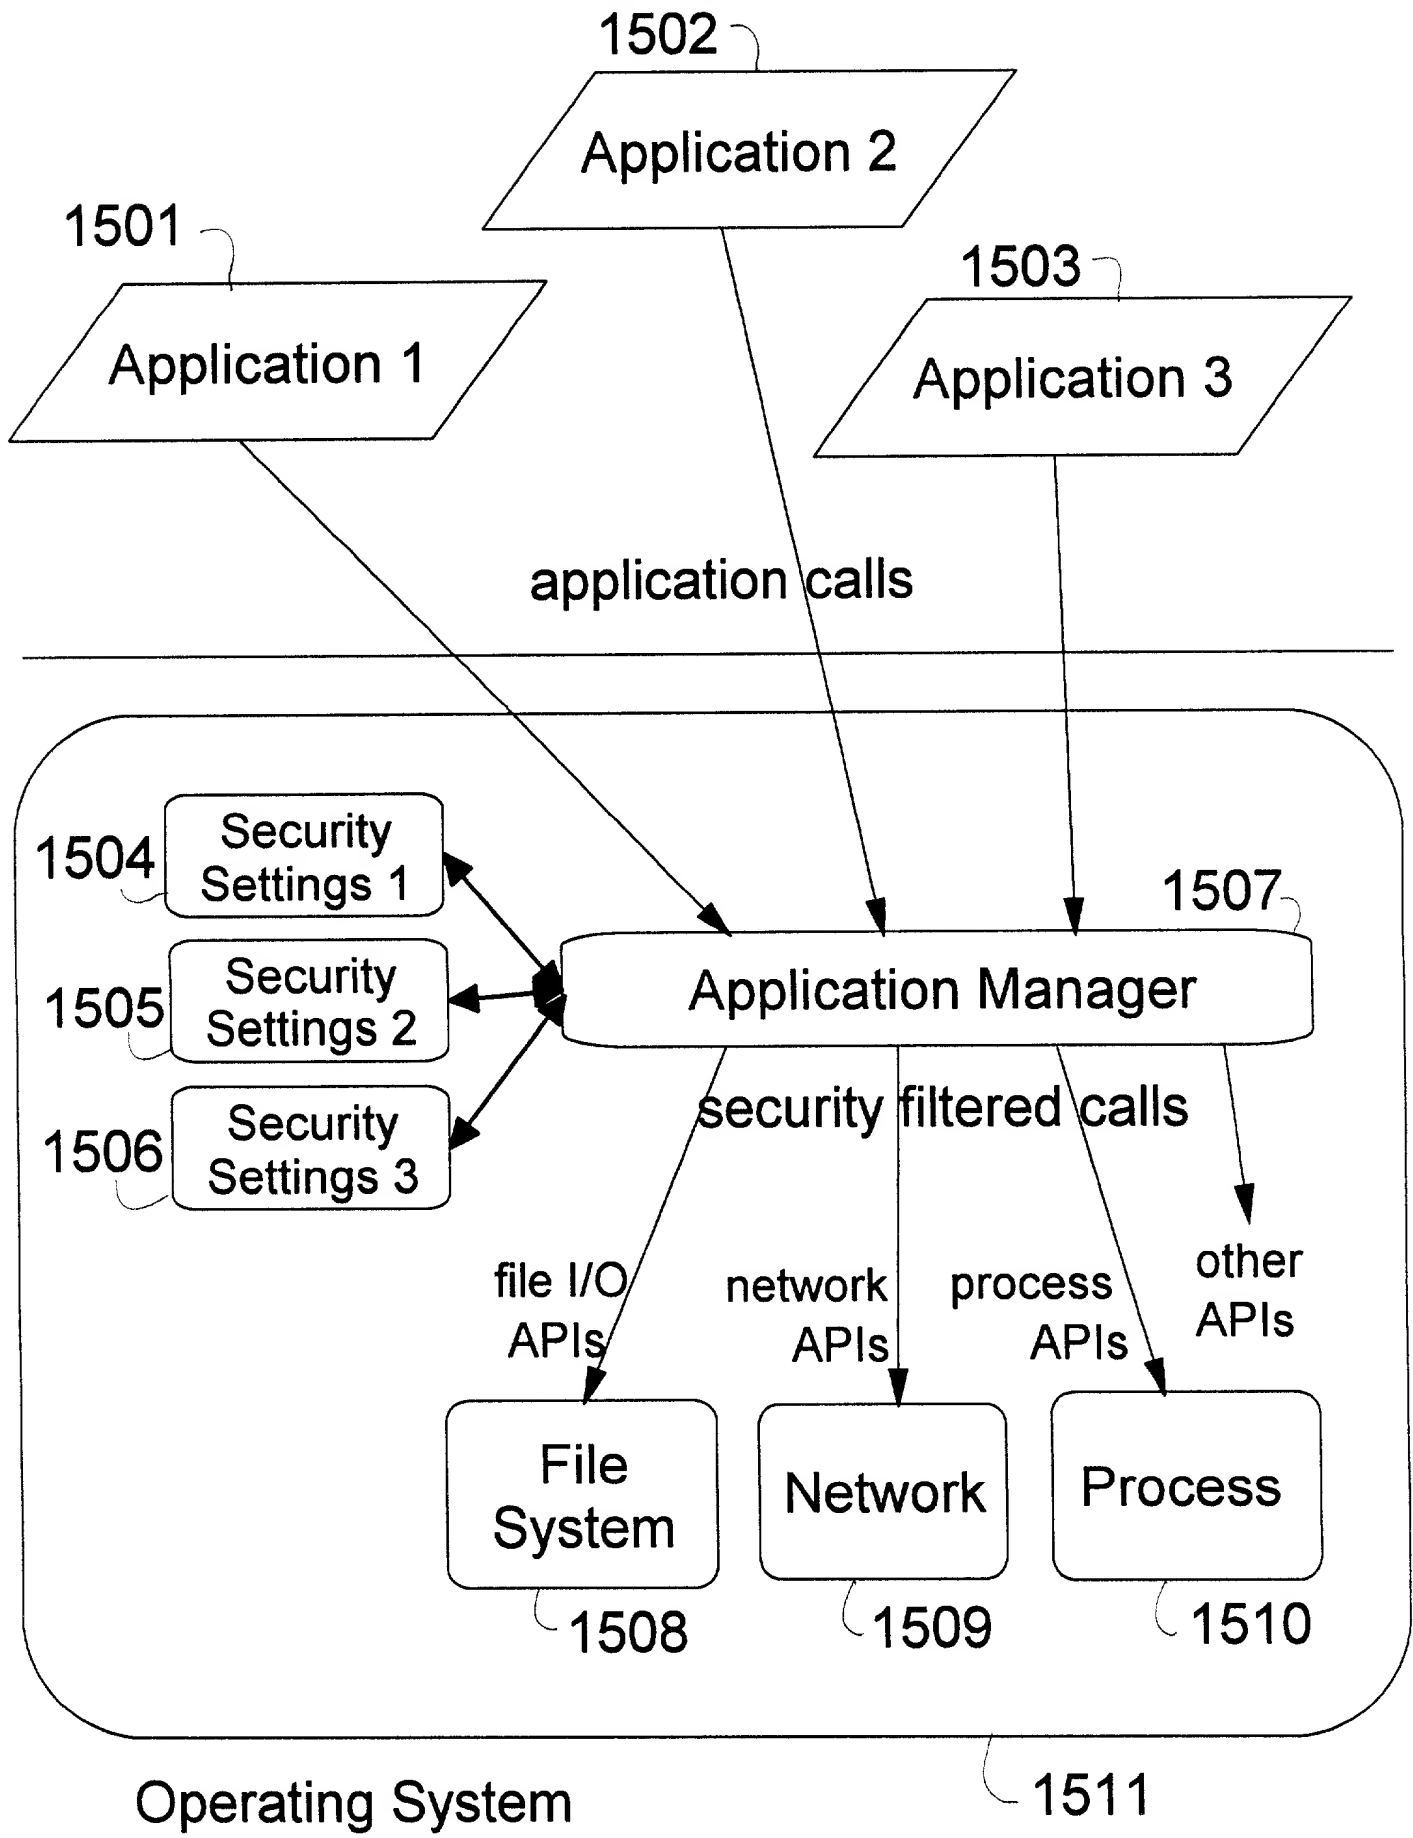 1502
Application 2
1501
Application 1
1503
Application 3
application calls
1504
Security
Settings 1
1507
Application Manager
1505
Security
Settings 2
1506
Security
Settings 3
security filtered calls
file I/O
APIs
network
APIs
process
APIs
other
APIs
File
System
Network
Process
1508
1509
1510
Operating System
1511